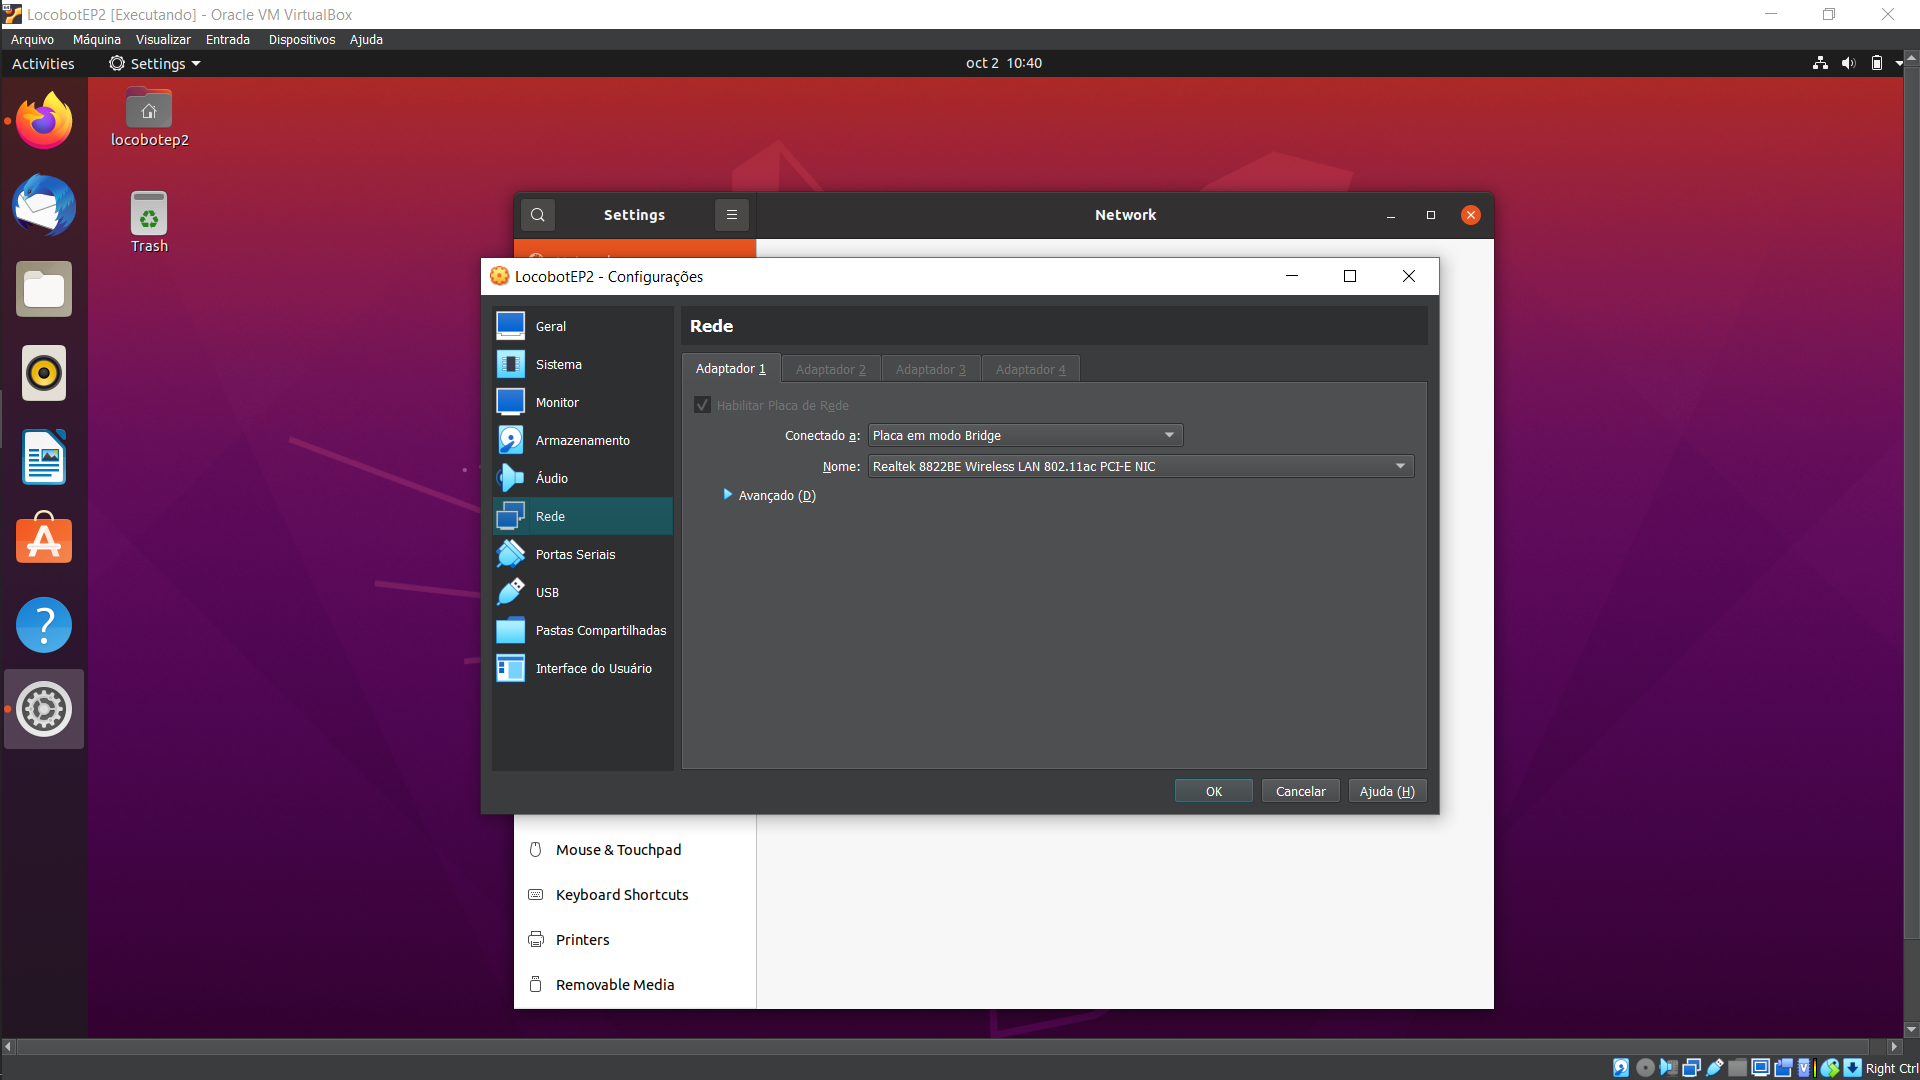 LocobotEP2 [Executando] - Oracle VM VirtualBox
Arquivo Máquina Visualizar Entrada Dispositivos Ajuda
Activities Settings oct 2 10:40
locobotep2
Trash
Settings Network
LocobotEP2 - Configurações
Geral
Sistema
Monitor
Armazenamento
Áudio
Rede
Portas Seriais
USB
Pastas Compartilhadas
Interface do Usuário
Rede
Adaptador 1 Adaptador 2 Adaptador 3 Adaptador 4
Habilitar Placa de Rede
Conectado a: Placa em modo Bridge
Nome: Realtek 8822BE Wireless LAN 802.11ac PCI-E NIC
Avançado (D)
OK Cancelar Ajuda (H)
Mouse & Touchpad
Keyboard Shortcuts
Printers
Removable Media
Right Ctrl